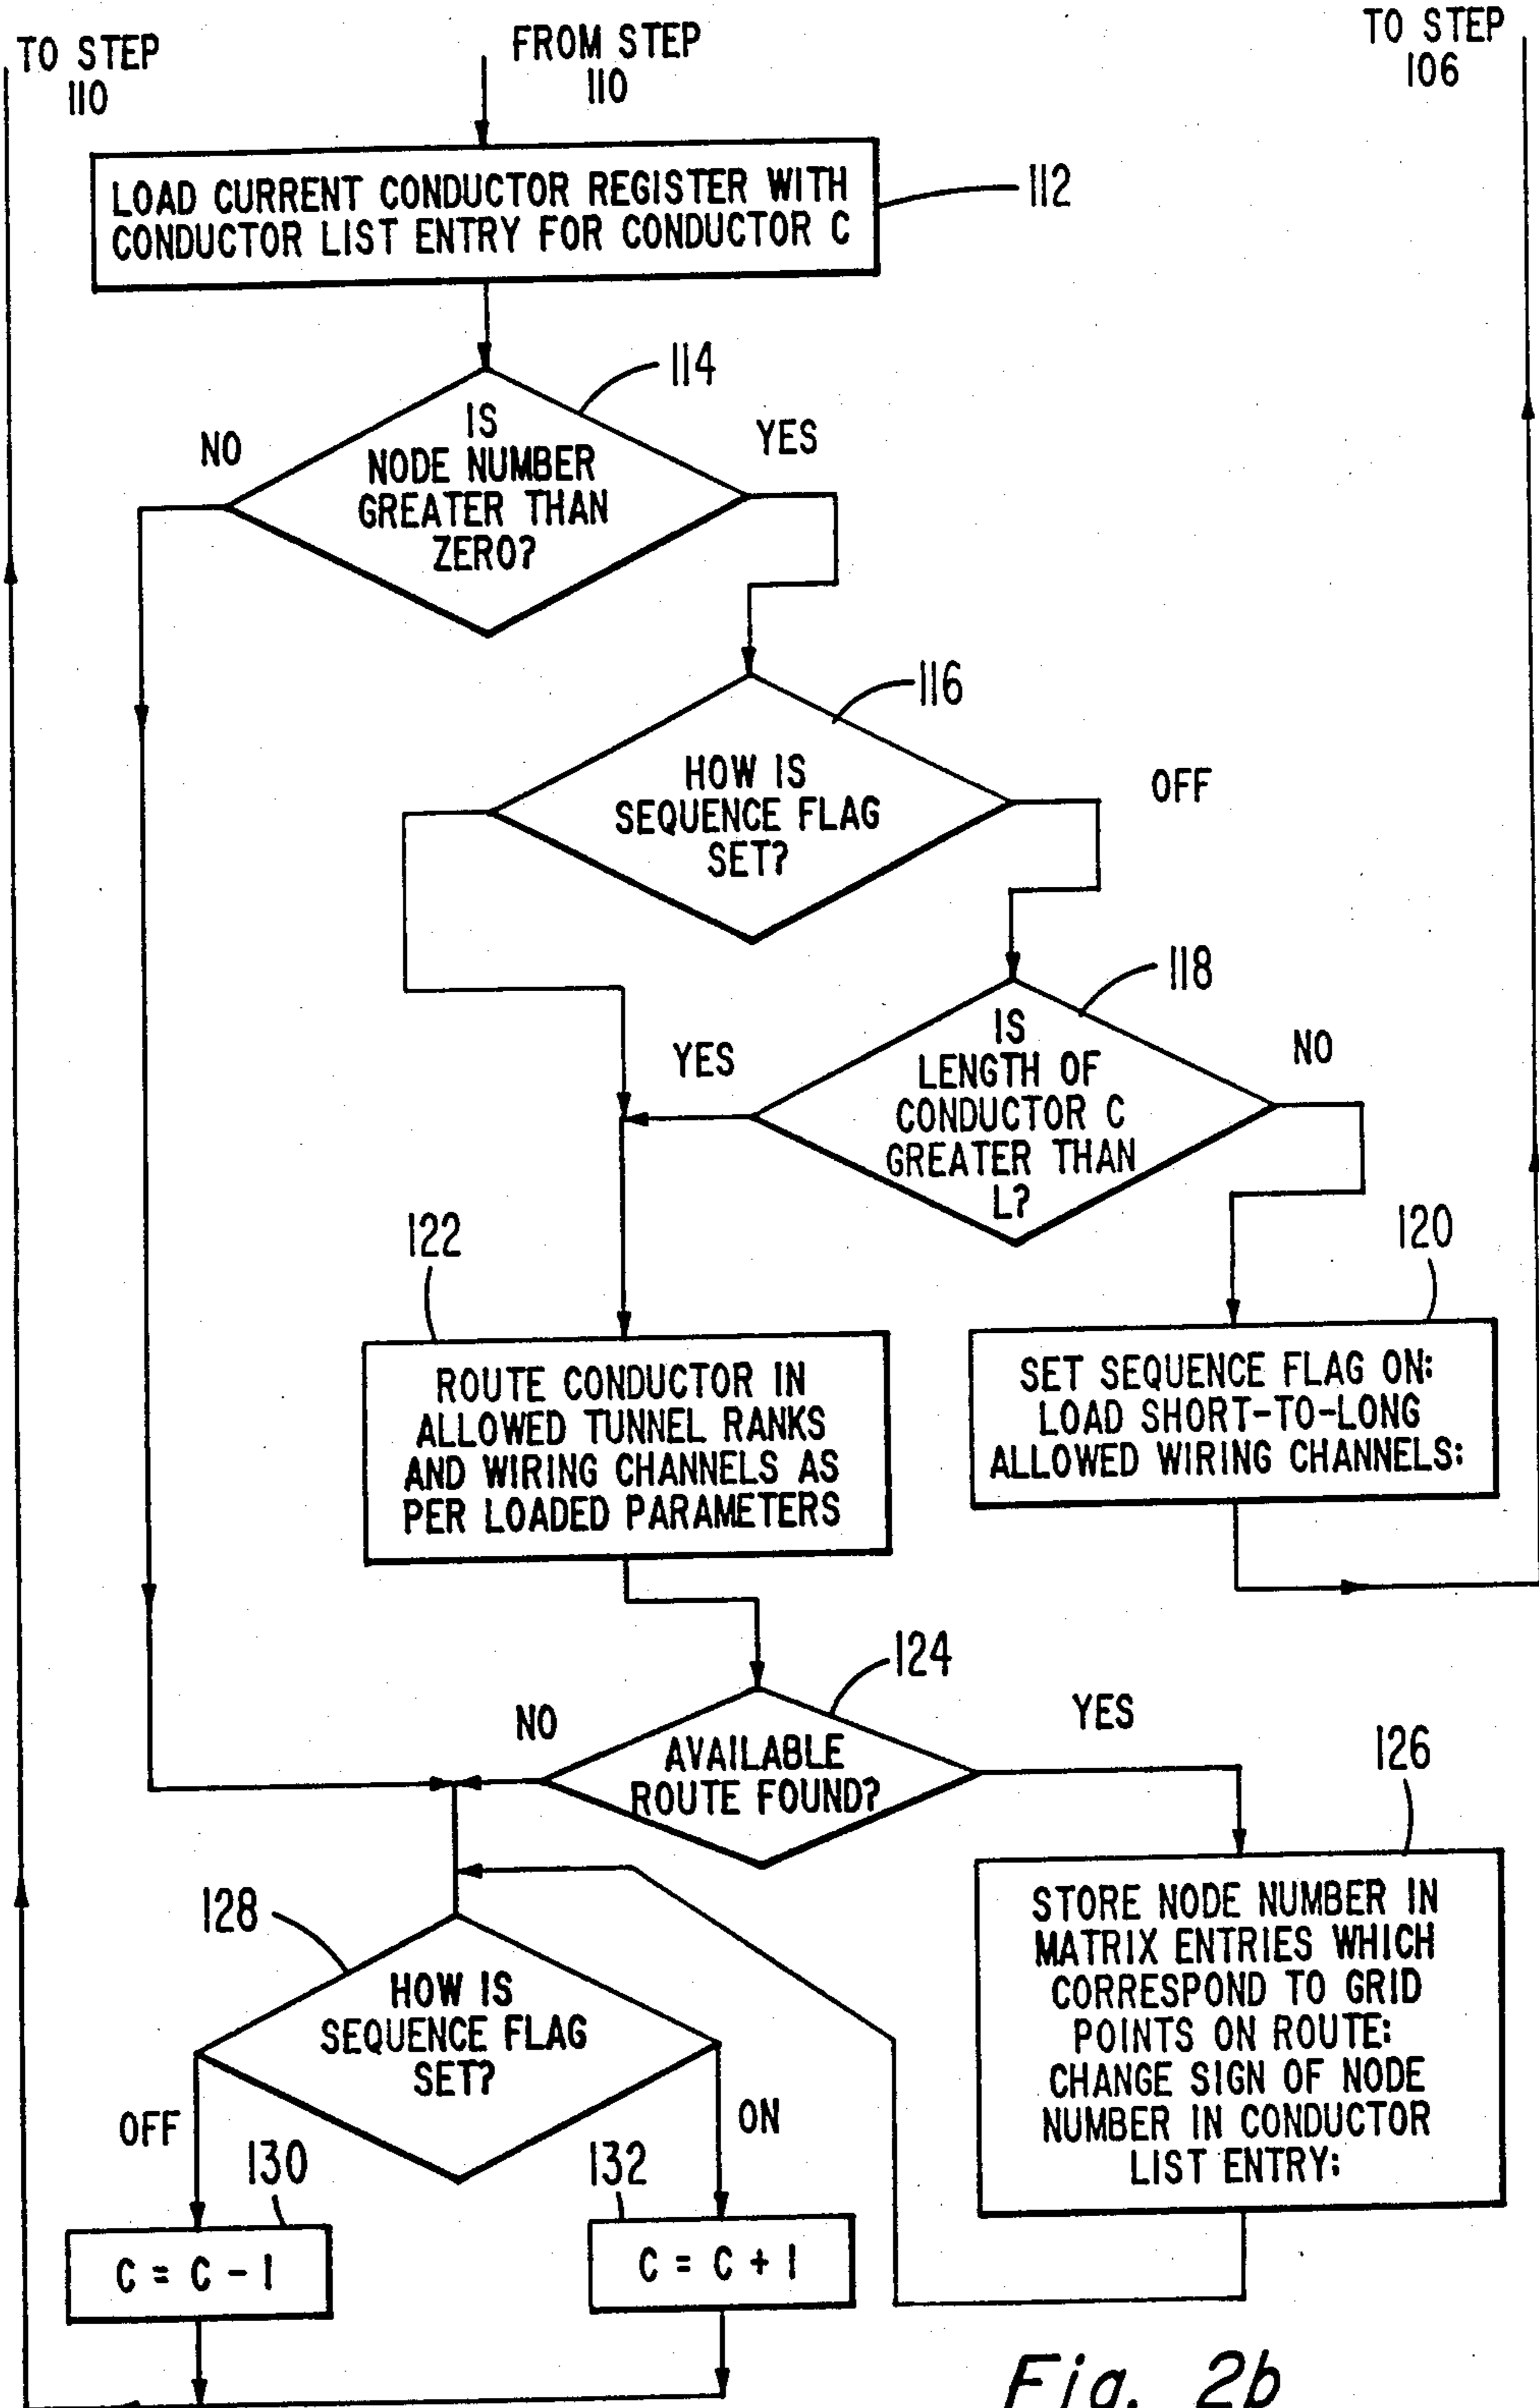 TO STEP
110
FROM STEP
110
TO STEP
106
LOAD CURRENT CONDUCTOR REGISTER WITH
CONDUCTOR LIST ENTRY FOR CONDUCTOR C
112
114
IS
NODE NUMBER
GREATER THAN
ZERO?
NO
YES
116
HOW IS
SEQUENCE FLAG
SET?
OFF
118
IS
LENGTH OF
CONDUCTOR C
GREATER THAN
L?
YES
NO
122
ROUTE CONDUCTOR IN
ALLOWED TUNNEL RANKS
AND WIRING CHANNELS AS
PER LOADED PARAMETERS
120
SET SEQUENCE FLAG ON;
LOAD SHORT-TO-LONG
ALLOWED WIRING CHANNELS;
124
AVAILABLE
ROUTE FOUND?
NO
YES
126
STORE NODE NUMBER IN
MATRIX ENTRIES WHICH
CORRESPOND TO GRID
POINTS ON ROUTE;
CHANGE SIGN OF NODE
NUMBER IN CONDUCTOR
LIST ENTRY;
128
HOW IS
SEQUENCE FLAG
SET?
OFF
ON
130
C = C - 1
132
C = C + 1
Fig. 2b